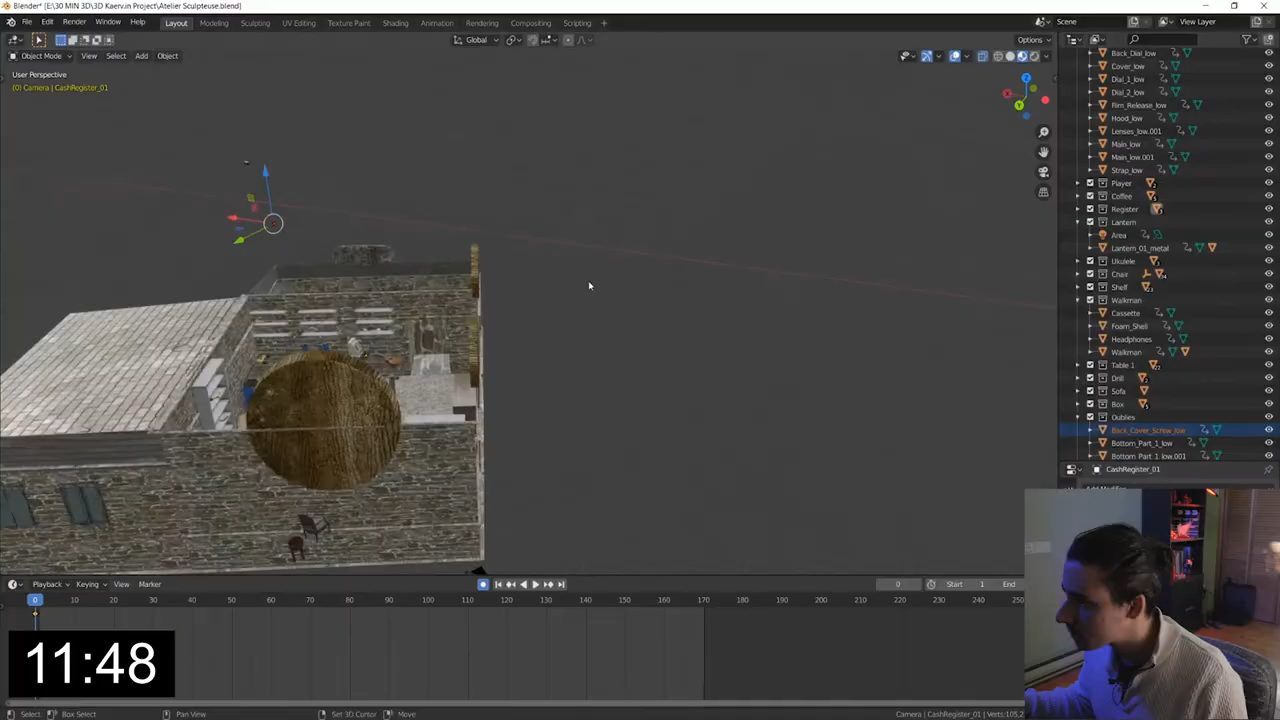 Blender* [E:\30 MIN 3D\3D Kaerv.in Project\Atelier Sculpteuse.blend]
File Edit Render Window Help Layout Modeling Sculpting UV Editing Texture Paint Shading Animation Rendering Compositing Scripting + Scene View Layer
Global Options
Object Mode View Select Add Object
User Perspective
(0) Camera | CashRegister_01
Z
X
Y
Back_Dial_low
Cover_low
Dial_1_low
Dial_2_low
Film_Release_low
Hood_low
Lenses_low.001
Main_low
Main_low.001
Strap_low
Player
Coffee
Register
Lantern
Area
Lantern_01_metal
Ukulele
Chair
Shelf
Walkman
Cassette
Foam_Shell
Headphones
Walkman
Table 1
Drill
Sofa
Box
Oublies
Back_Cover_Screw_low
Bottom_Part_1_low
Bottom_Part_1_low.001
CashRegister_01
Playback Keying View Marker 0 Start 1 End
0 10 20 30 40 50 60 70 80 90 100 110 120 130 140 150 160 170 180 190 200 210 220 230 240 250
11:48
Select Box Select Pan View Set 3D Cursor Move Camera | CashRegister_01 | Verts:105,2